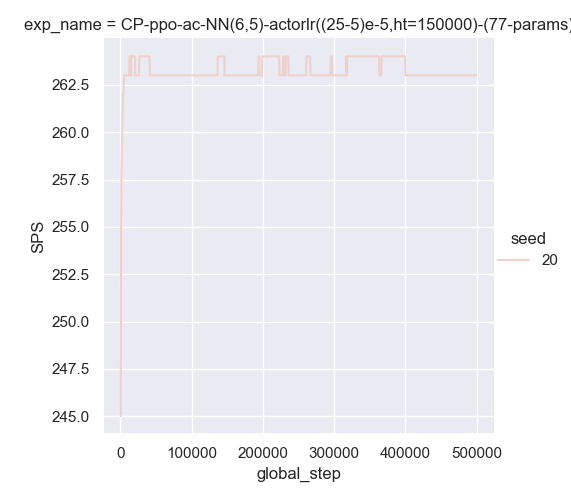 exp_name = CP-ppo-ac-NN(6,5)-actorlr((25-5)e-5,ht=150000)-(77-params)
262.5
260.0
257.5
255.0
252.5
250.0
247.5
245.0
SPS
0 100000 200000 300000 400000 500000
global_step
seed
20